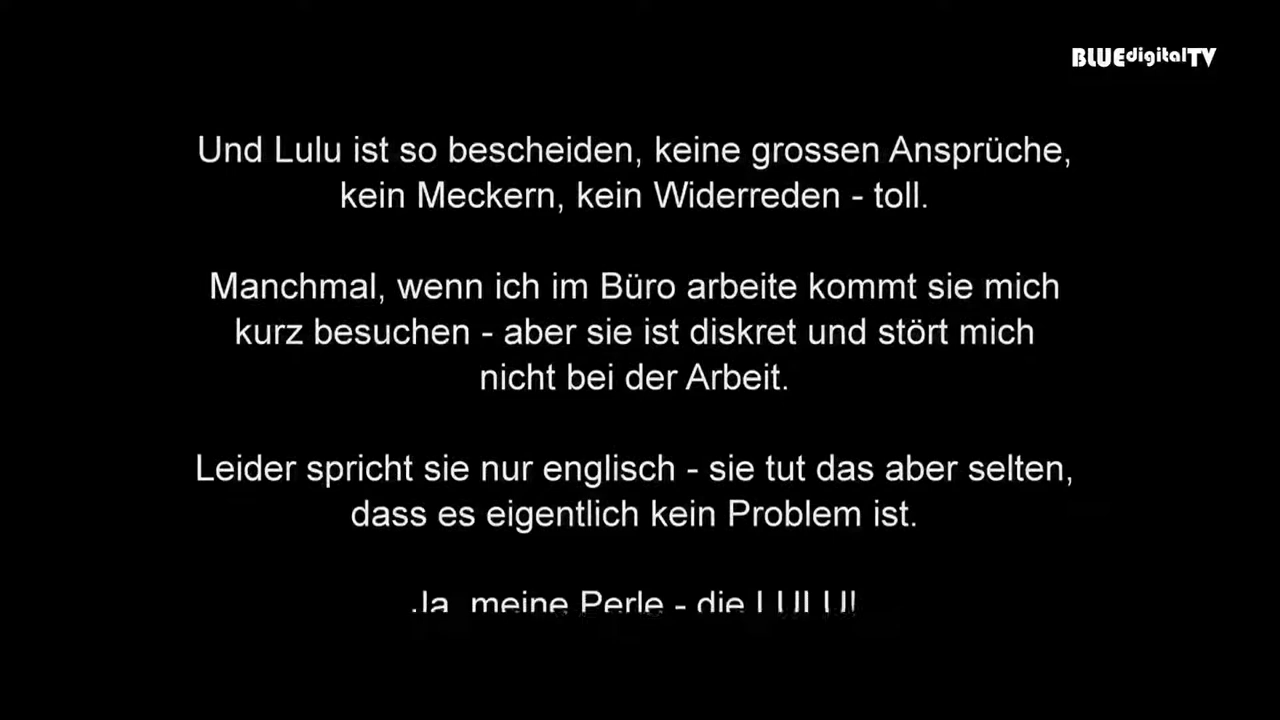 BLUEdigitalTV
Und Lulu ist so bescheiden, keine grossen Ansprüche,
kein Meckern, kein Widerreden - toll.
Manchmal, wenn ich im Büro arbeite kommt sie mich
kurz besuchen - aber sie ist diskret und stört mich
nicht bei der Arbeit.
Leider spricht sie nur englisch - sie tut das aber selten,
dass es eigentlich kein Problem ist.
Ja, meine Perle - die LULU!